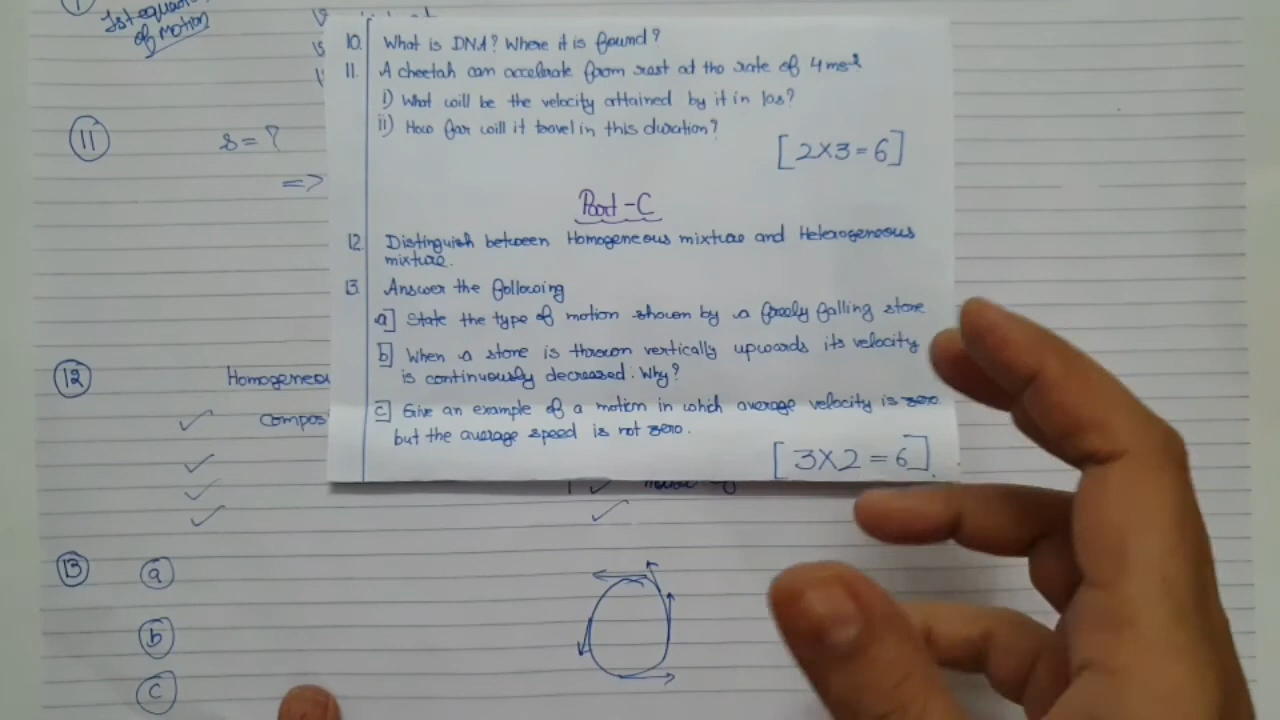 1st equation
of motion
10. What is DNA? Where it is found?
11. A cheetah can accelerate from rest at the rate of 4ms-2
i) What will be the velocity attained by it in 10s?
ii) How far will it travel in this duration?
[2×3=6]
Part-C
12. Distinguish between Homogeneous mixture and Heterogeneous
mixture.
13. Answer the following
a] State the type of motion shown by a freely falling stone
b] When a stone is thrown vertically upwards its velocity
is continuously decreased. Why?
c] Give an example of a motion in which average velocity is zero
but the average speed is not zero.
[3×2=6]
11 s=?
=>
12 Homogeneou
✓ Compos
✓
✓
✓ ✓
13 a
b
c